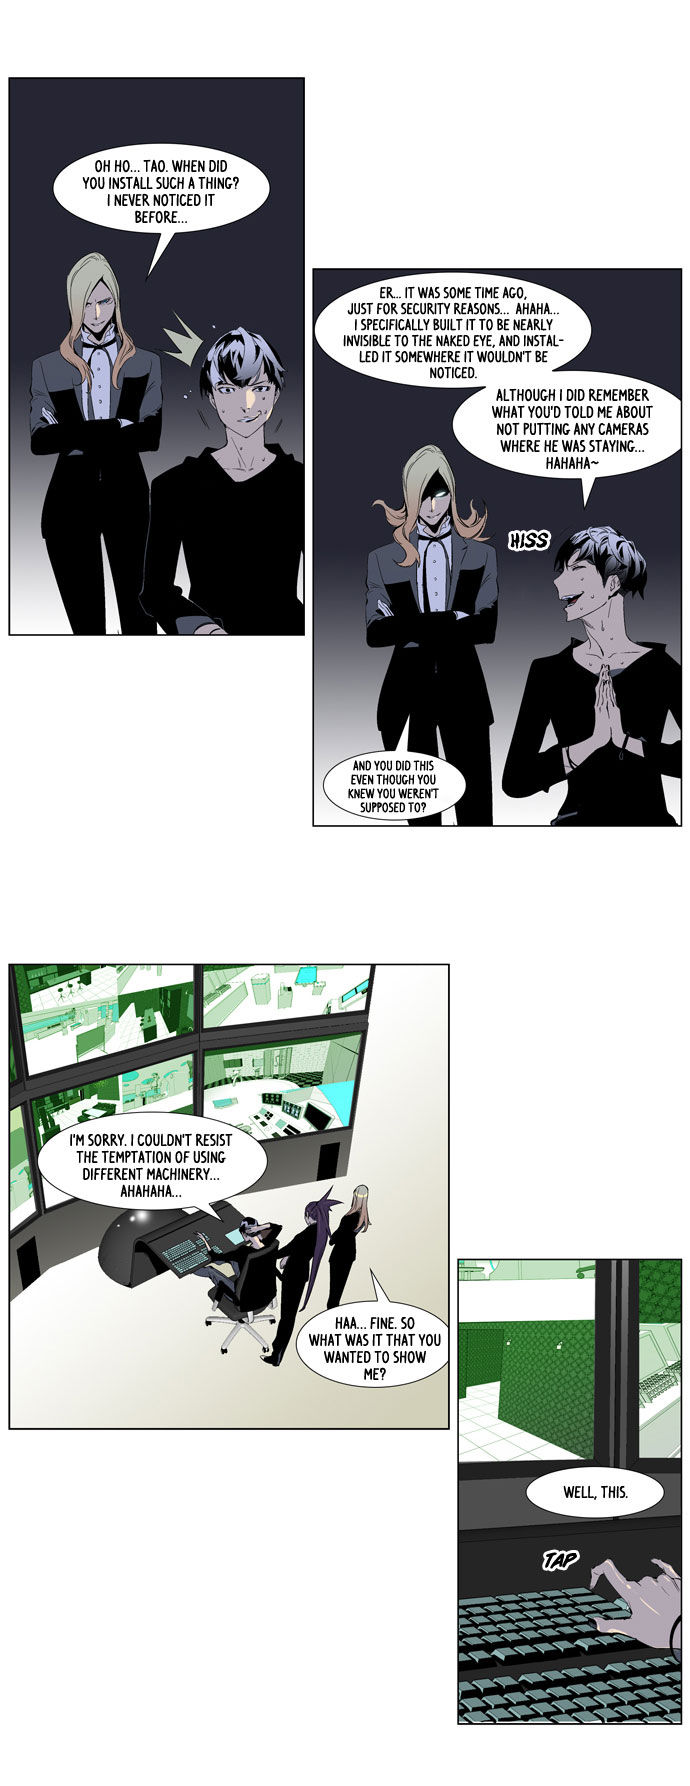 OH HO... TAO. WHEN DID
YOU INSTALL SUCH A THING?
I NEVER NOTICED IT
BEFORE...
ER... IT WAS SOME TIME AGO,
JUST FOR SECURITY REASONS... AHAHA...
I SPECIFICALLY BUILT IT TO BE NEARLY
INVISIBLE TO THE NAKED EYE, AND INSTAL-
LED IT SOMEWHERE IT WOULDN'T BE
NOTICED.
ALTHOUGH I DID REMEMBER
WHAT YOU'D TOLD ME ABOUT
NOT PUTTING ANY CAMERAS
WHERE HE WAS STAYING...
HAHAHA~
HISS
AND YOU DID THIS
EVEN THOUGH YOU
KNEW YOU WEREN'T
SUPPOSED TO?
I'M SORRY. I COULDN'T RESIST
THE TEMPTATION OF USING
DIFFERENT MACHINERY...
AHAHAHA...
HAA... FINE. SO
WHAT WAS IT THAT YOU
WANTED TO SHOW
ME?
WELL, THIS.
TAP